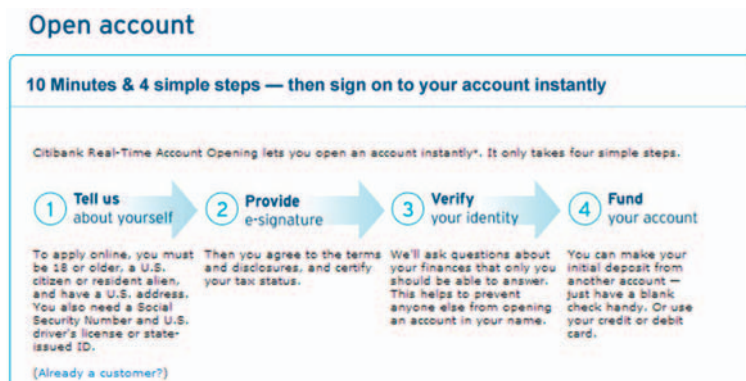 Open account
10 Minutes & 4 simple steps — then sign on to your account instantly
Citibank Real-Time Account Opening lets you open an account instantly*. It only takes four simple steps.
1 Tell us
about yourself
To apply online, you must
be 18 or older, a U.S.
citizen or resident alien,
and have a U.S. address.
You also need a Social
Security Number and U.S.
driver's license or state-
issued ID.
(Already a customer?)
2 Provide
e-signature
Then you agree to the terms
and disclosures, and certify
your tax status.
3 Verify
your identity
We'll ask questions about
your finances that only you
should be able to answer.
This helps to prevent
anyone else from opening
an account in your name.
4 Fund
your account
You can make your
initial deposit from
another account —
just have a blank
check handy. Or use
your credit or debit
card.